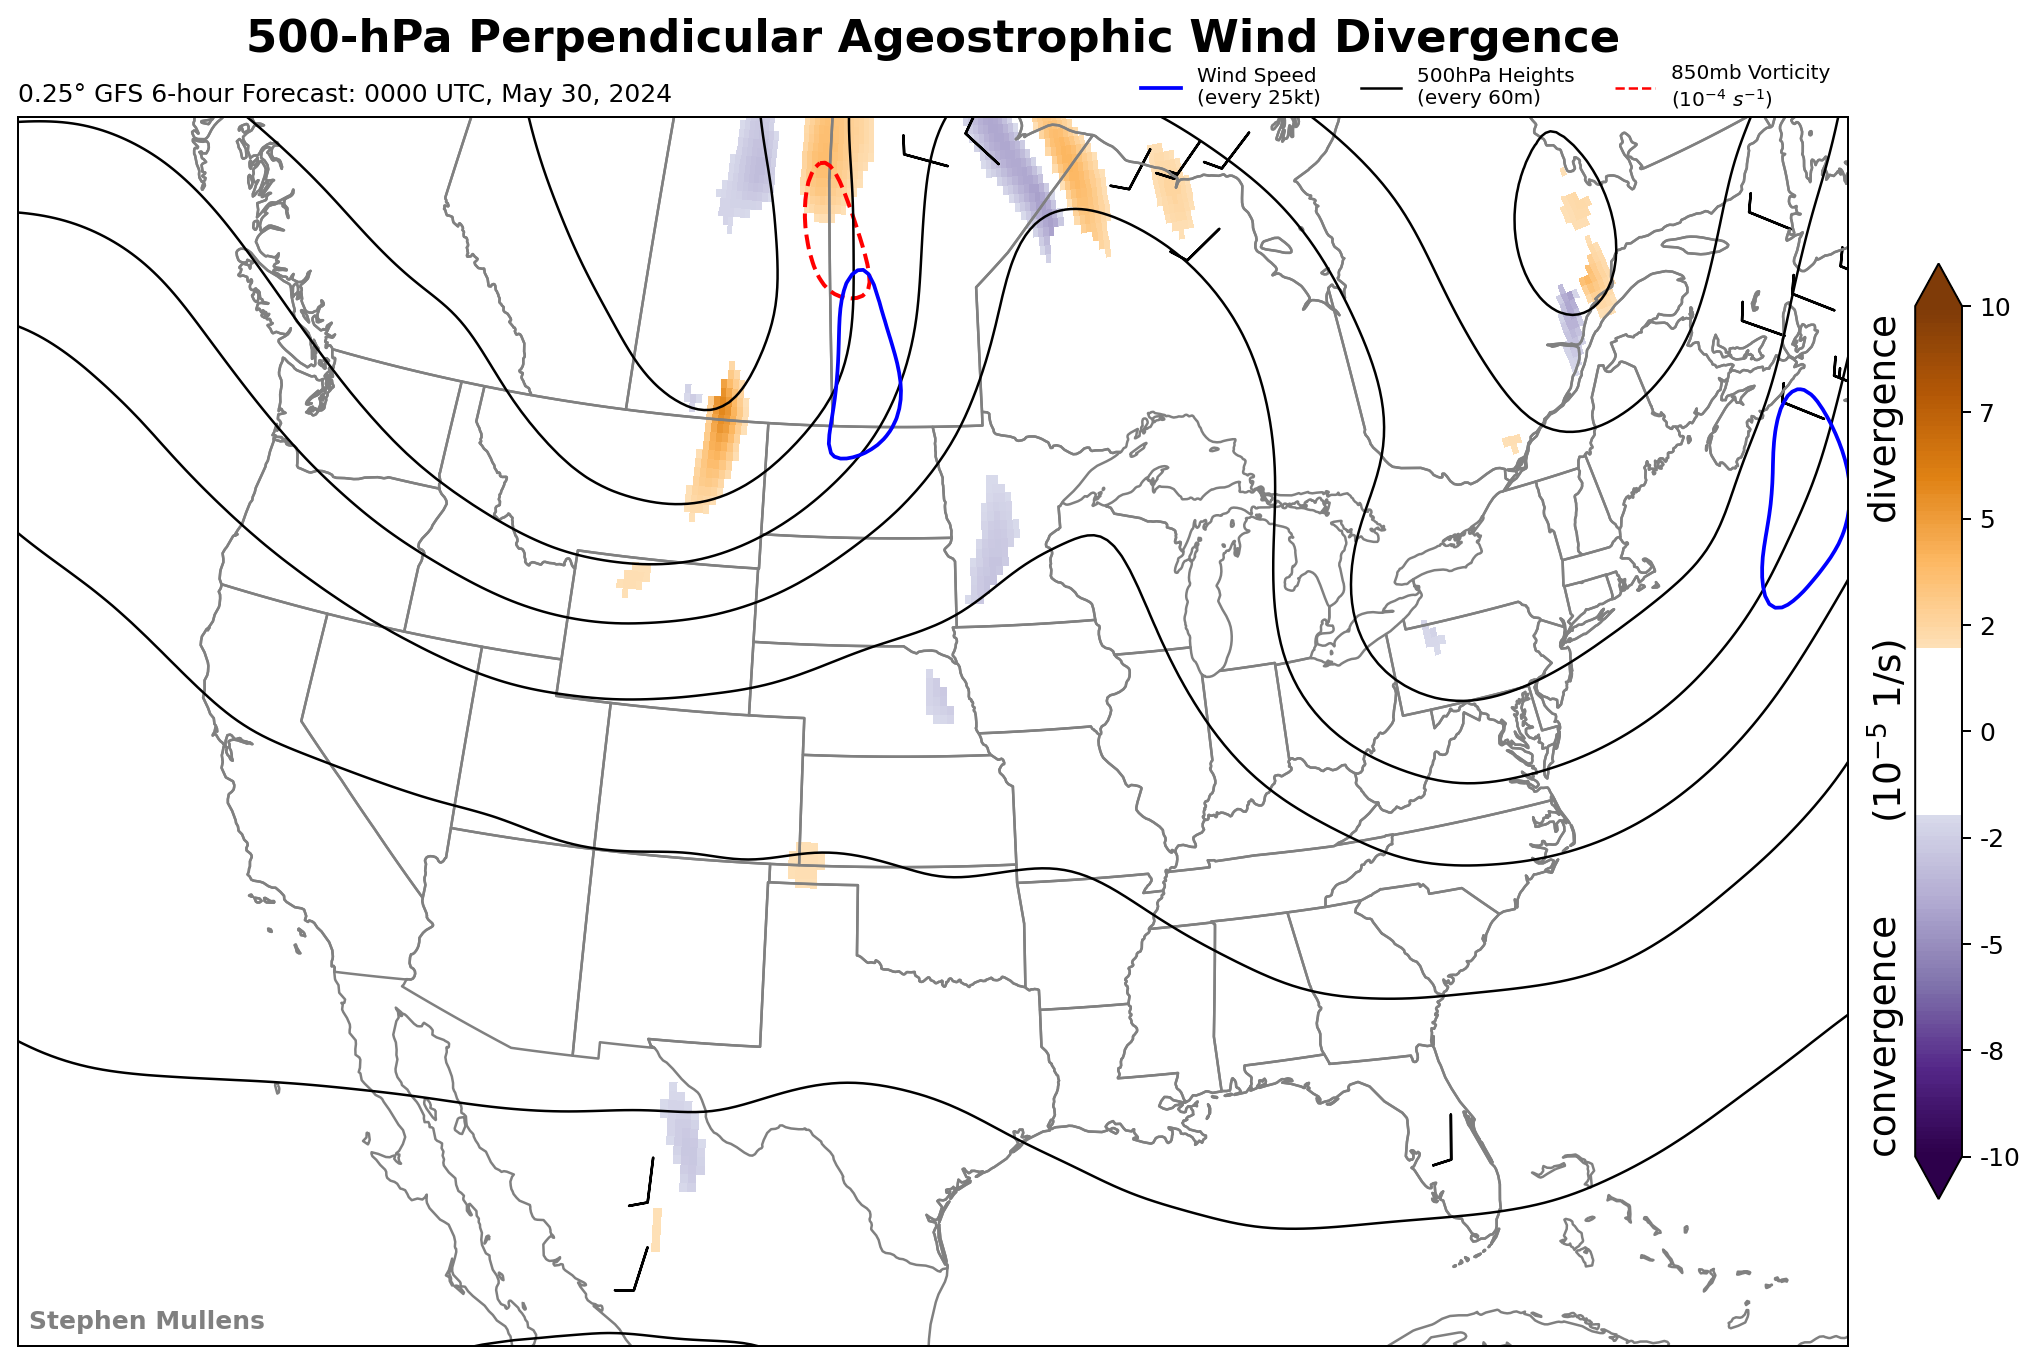 500-hPa Perpendicular Ageostrophic Wind Divergence
0.25° GFS 6-hour Forecast: 0000 UTC, May 30, 2024
Wind Speed
(every 25kt)
500hPa Heights
(every 60m)
850mb Vorticity
(10⁻⁴ s⁻¹)
10
7
5
2
0
-2
-5
-8
-10
convergence (10⁻⁵ 1/s) divergence
Stephen Mullens